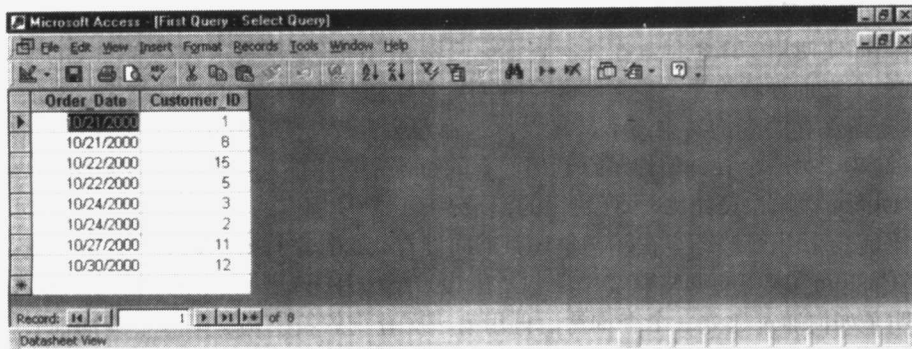 Microsoft Access - [First Query : Select Query]
File Edit View Insert Format Records Tools Window Help
Order_Date Customer_ID
10/21/2000 1
10/21/2000 8
10/22/2000 15
10/22/2000 5
10/24/2000 3
10/24/2000 2
10/27/2000 11
10/30/2000 12
Record: 1 of 8
Datasheet View